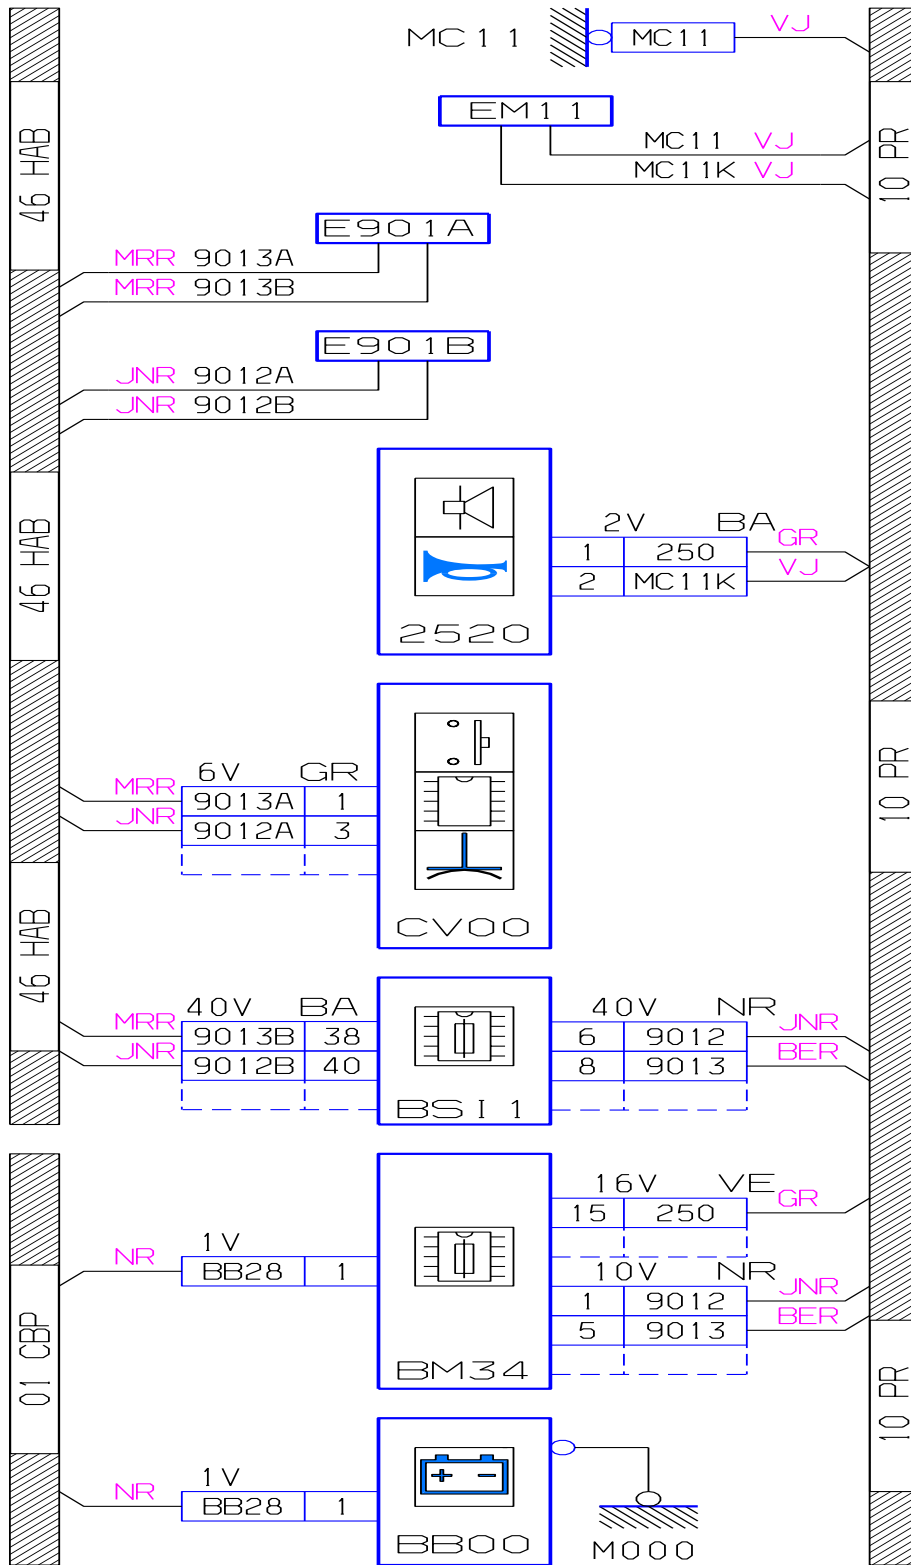 MC11 MC11 VJ
EM11
MC11 VJ
MC11K VJ
46 HAB
10 PR
E901A
MRR 9013A
MRR 9013B
E901B
JNR 9012A
JNR 9012B
46 HAB
2V BA
1 250 GR
2 MC11K VJ
2520
10 PR
6V GR
MRR 9013A 1
JNR 9012A 3
CV00
46 HAB
40V BA
MRR 9013B 38
JNR 9012B 40
40V NR
6 9012 JNR
8 9013 BER
BSI1
16V VE
15 250 GR
1V
NR BB28 1
10V NR
1 9012 JNR
5 9013 BER
BM34
01 CBP
10 PR
+ -
1V
NR BB28 1
BB00
M000